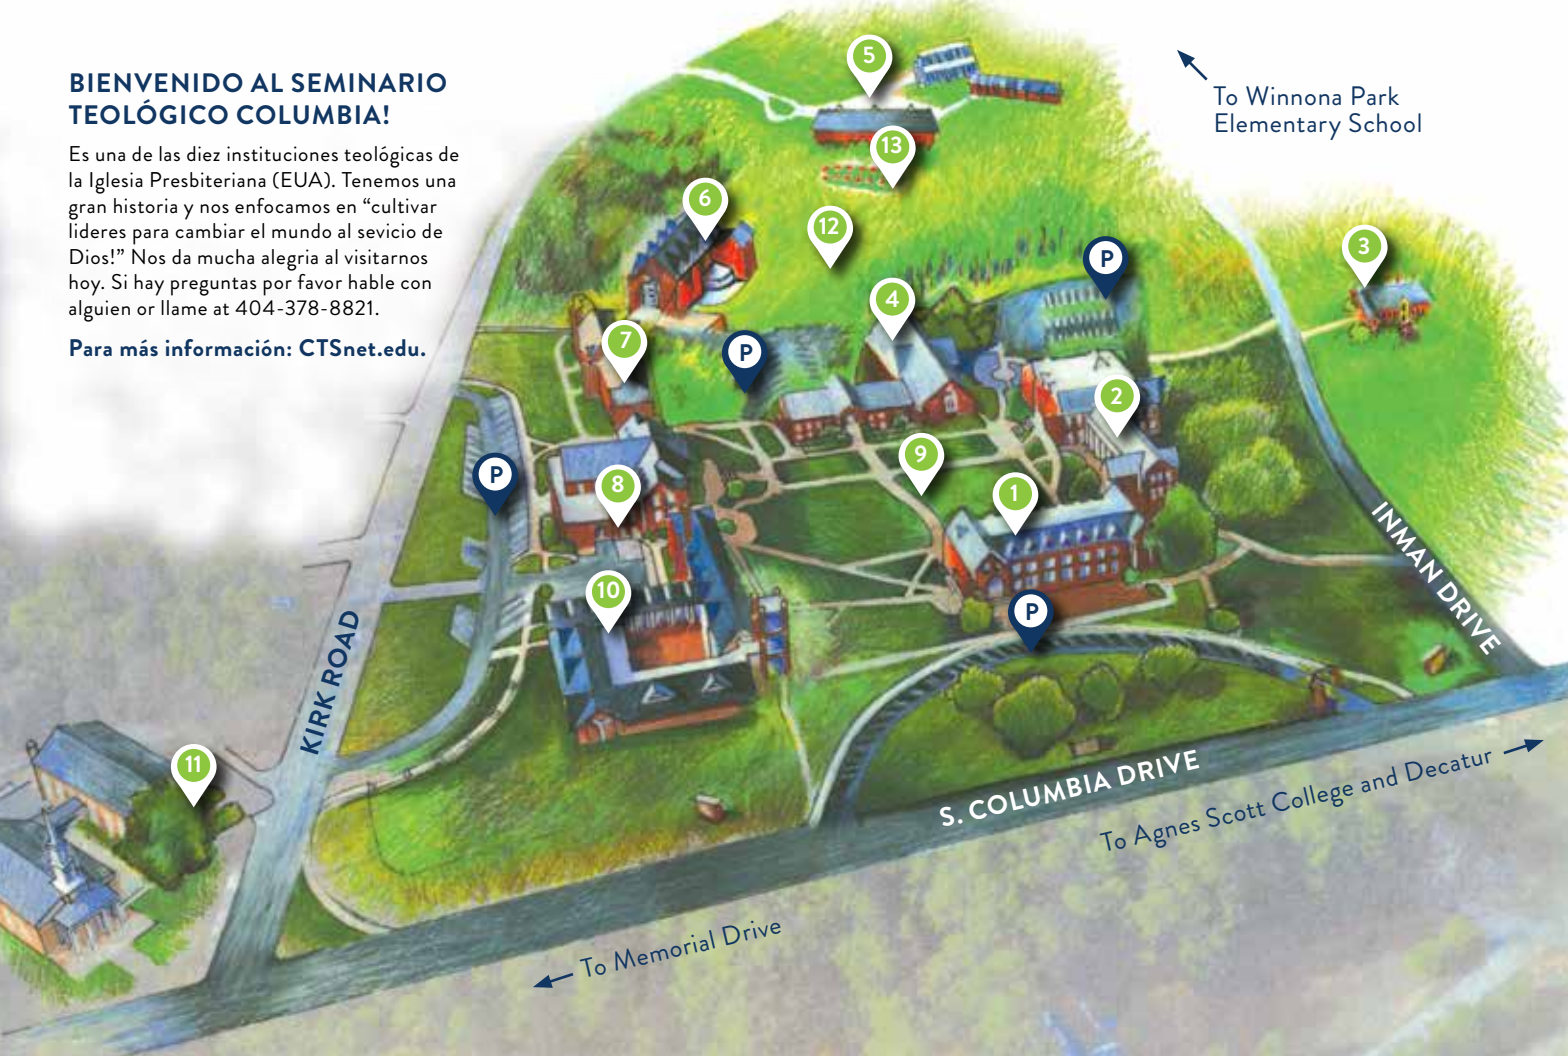 BIENVENIDO AL SEMINARIO
TEOLÓGICO COLUMBIA!
Es una de las diez instituciones teológicas de
la Iglesia Presbiteriana (EUA). Tenemos una
gran historia y nos enfocamos en “cultivar
lideres para cambiar el mundo al sevicio de
Dios!” Nos da mucha alegria al visitarnos
hoy. Si hay preguntas por favor hable con
alguien or llame at 404-378-8821.
Para más información: CTSnet.edu.
To Winnona Park
Elementary School
5
13
6
12
P
3
4
7
P
2
9
P
8
1
10
P
11
INMAN DRIVE
KIRK ROAD
S. COLUMBIA DRIVE
To Agnes Scott College and Decatur
To Memorial Drive